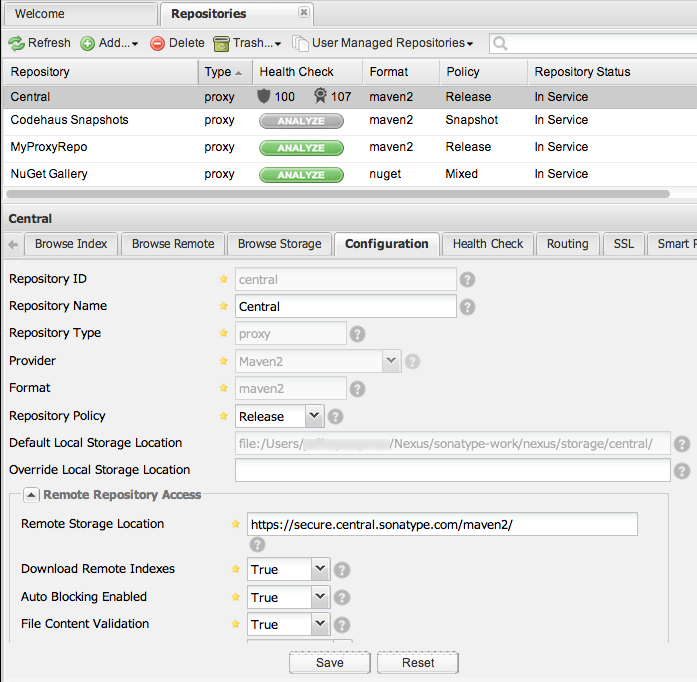 Welcome Repositories
Refresh Add... Delete Trash... User Managed Repositories
Repository Type Health Check Format Policy Repository Status
Central proxy 100 107 maven2 Release In Service
Codehaus Snapshots proxy ANALYZE maven2 Snapshot In Service
MyProxyRepo proxy ANALYZE maven2 Release In Service
NuGet Gallery proxy ANALYZE nuget Mixed In Service
Central
Browse Index Browse Remote Browse Storage Configuration Health Check Routing SSL Smart
Repository ID central
Repository Name Central
Repository Type proxy
Provider Maven2
Format maven2
Repository Policy Release
Default Local Storage Location file:/Users/ /Nexus/sonatype-work/nexus/storage/central/
Override Local Storage Location
Remote Repository Access
Remote Storage Location https://secure.central.sonatype.com/maven2/
Download Remote Indexes True
Auto Blocking Enabled True
File Content Validation True
Save Reset